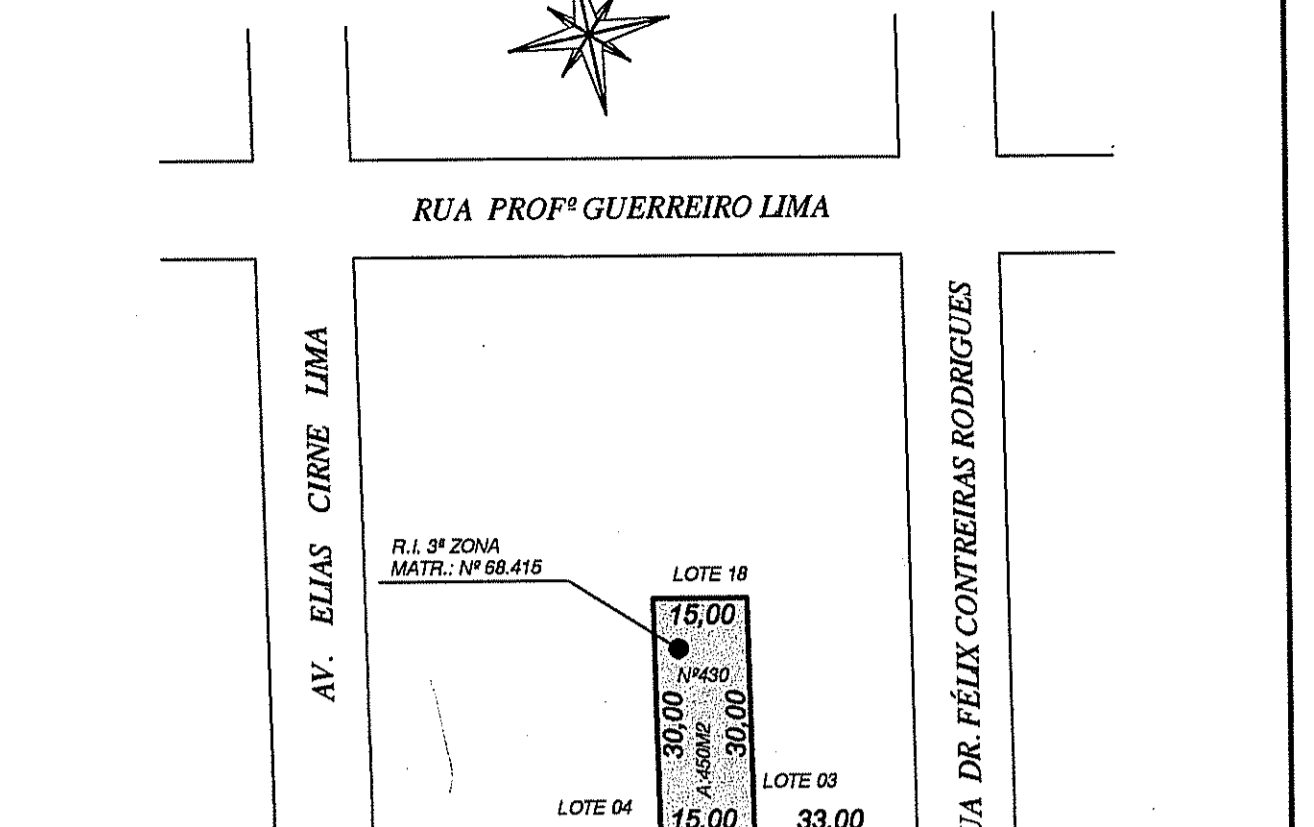 RUA PROFº GUERREIRO LIMA
AV. ELIAS CIRNE LIMA
DR. FÉLIX CONTREIRAS RODRIGUES
R.I. 3ª ZONA
MATR.: Nº 68.415
LOTE 18
15,00
Nº430
30,00
A:450M2
30,00
LOTE 03
LOTE 04
15,00
33,00